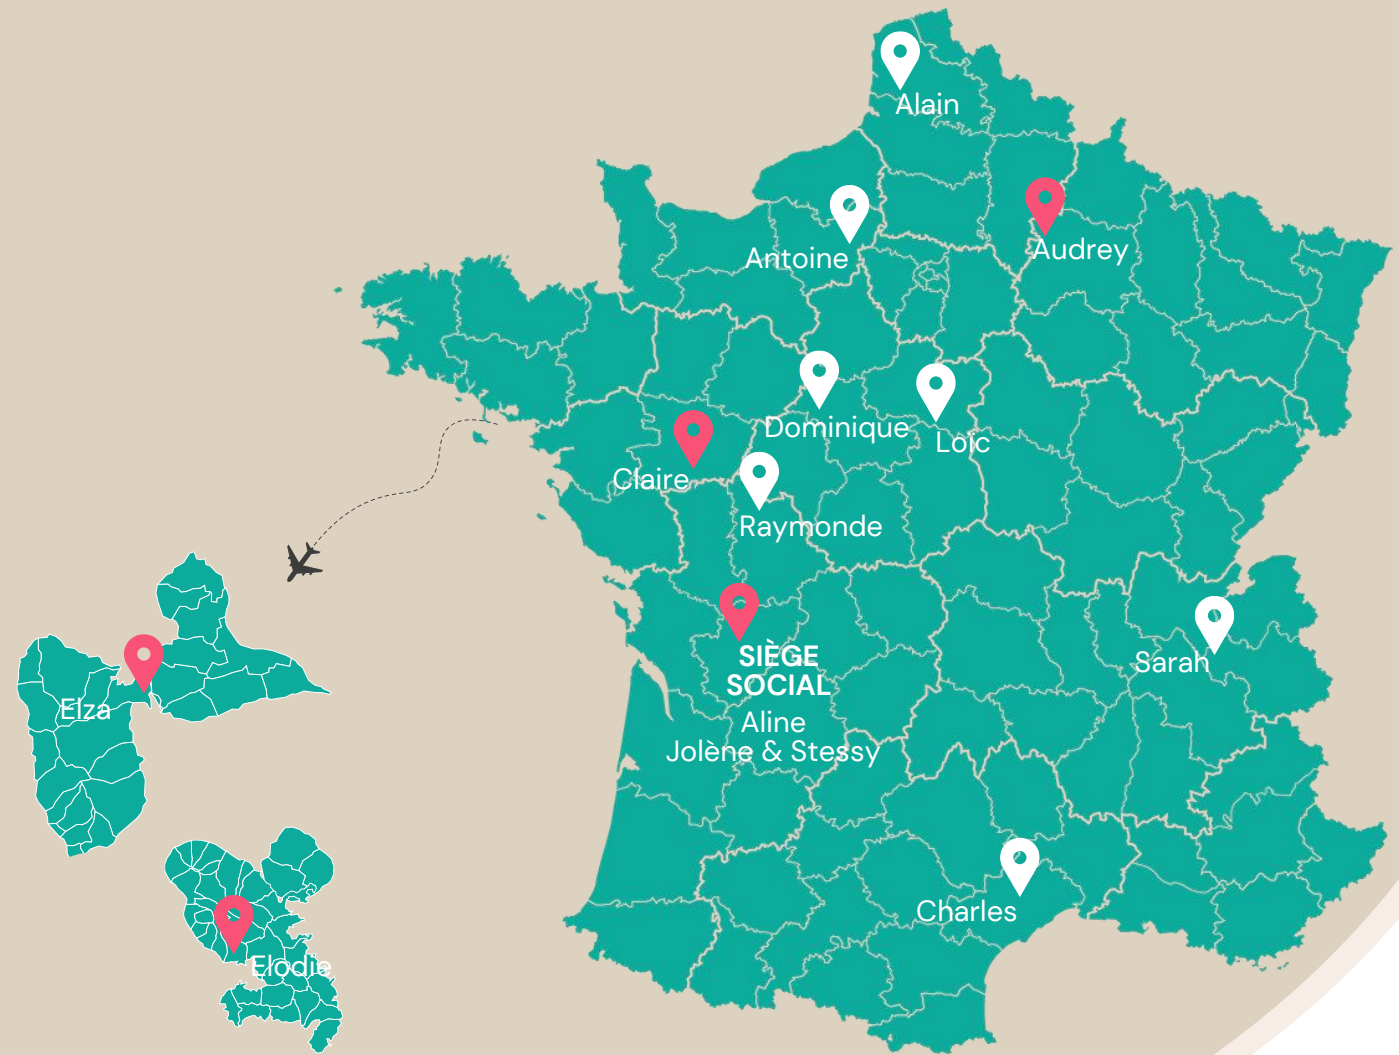 Alain
Antoine
Audrey
Dominique
Loïc
Claire
Raymonde
SIÈGE
SOCIAL
Aline
Jolène & Stessy
Sarah
Elza
Charles
Elodie